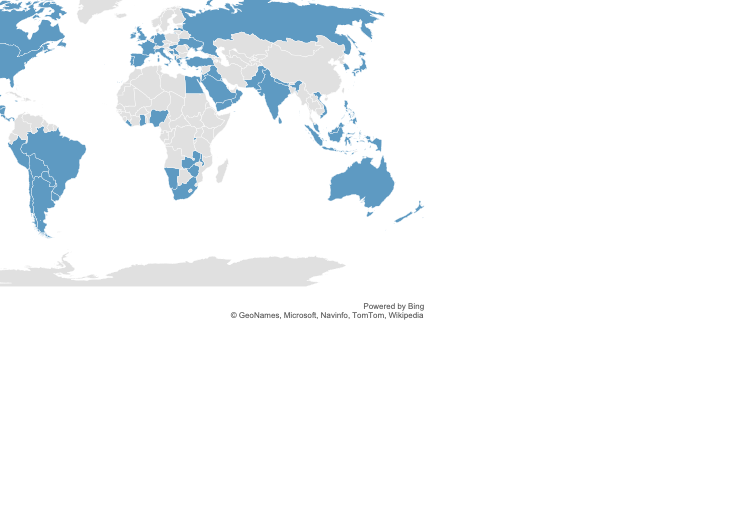 Powered by Bing
© GeoNames, Microsoft, Navinfo, TomTom, Wikipedia